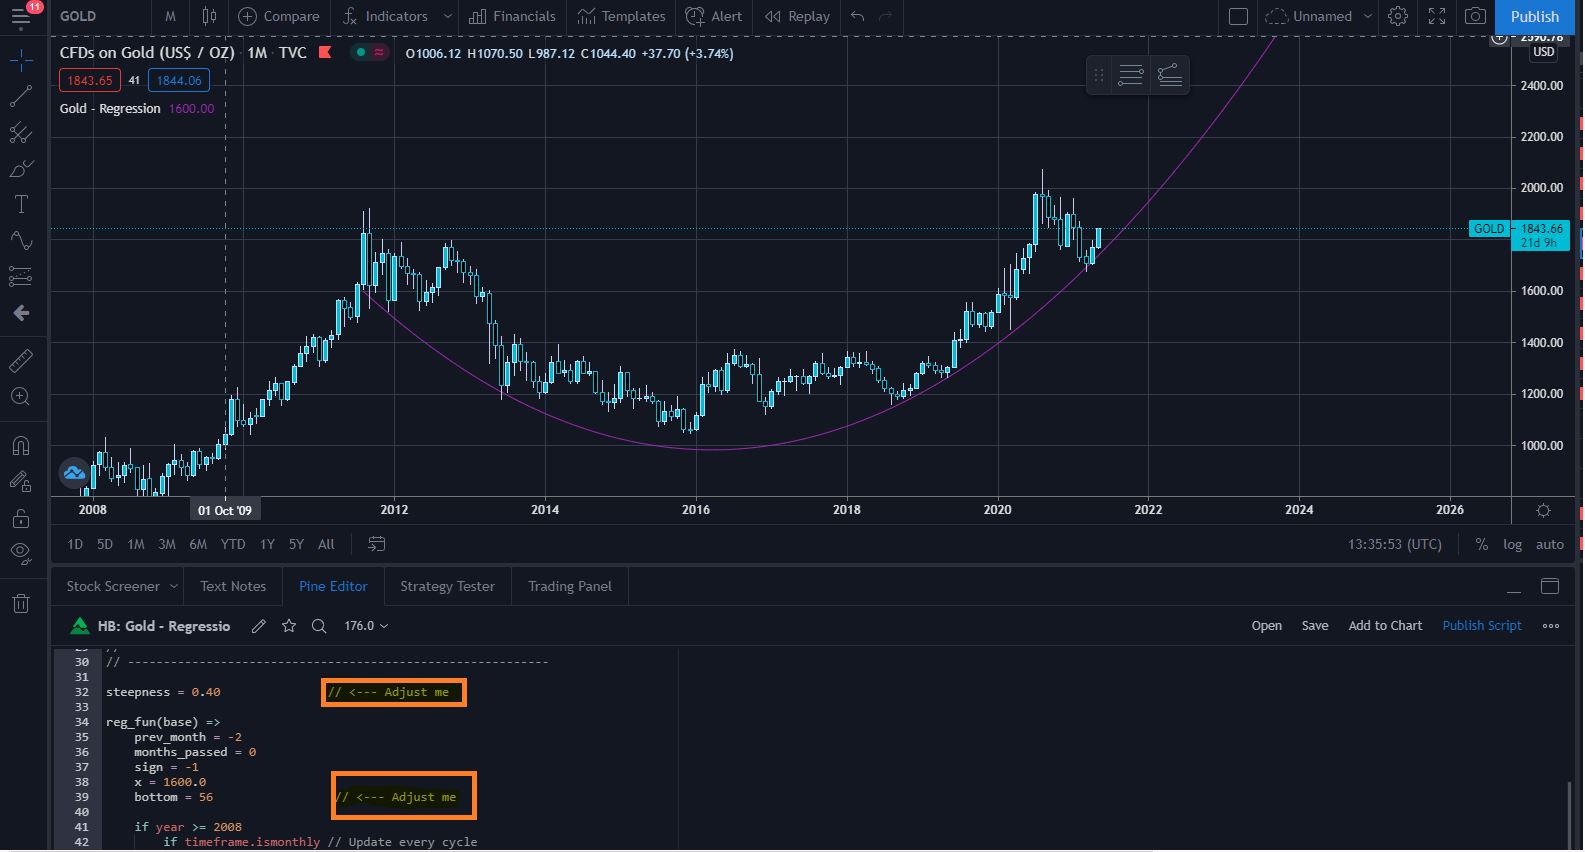 11
GOLD M Compare Indicators Financials Templates Alert Replay Unnamed Publish
CFDs on Gold (US$ / OZ) 1M TVC O1006.12 H1070.50 L987.12 C1044.40 +37.70 (+3.74%)
2590.78
USD
1843.65 41 1844.06
Gold - Regression 1600.00
2400.00
2200.00
2000.00
GOLD 1843.66
21d 9h
1600.00
1400.00
1200.00
1000.00
2008 01 Oct '09 2012 2014 2016 2018 2020 2022 2024 2026
1D 5D 1M 3M 6M YTD 1Y 5Y All 13:35:53 (UTC) % log auto
Stock Screener Text Notes Pine Editor Strategy Tester Trading Panel
HB: Gold - Regressio 176.0 Open Save Add to Chart Publish Script
29 //
30 // -----------------------------------------------------------
31
32 steepness = 0.40 // <--- Adjust me
33
34 reg_fun(base) =>
35 prev_month = -2
36 months_passed = 0
37 sign = -1
38 x = 1600.0
39 bottom = 56 // <--- Adjust me
40
41 if year >= 2008
42 if timeframe.ismonthly // Update every cycle